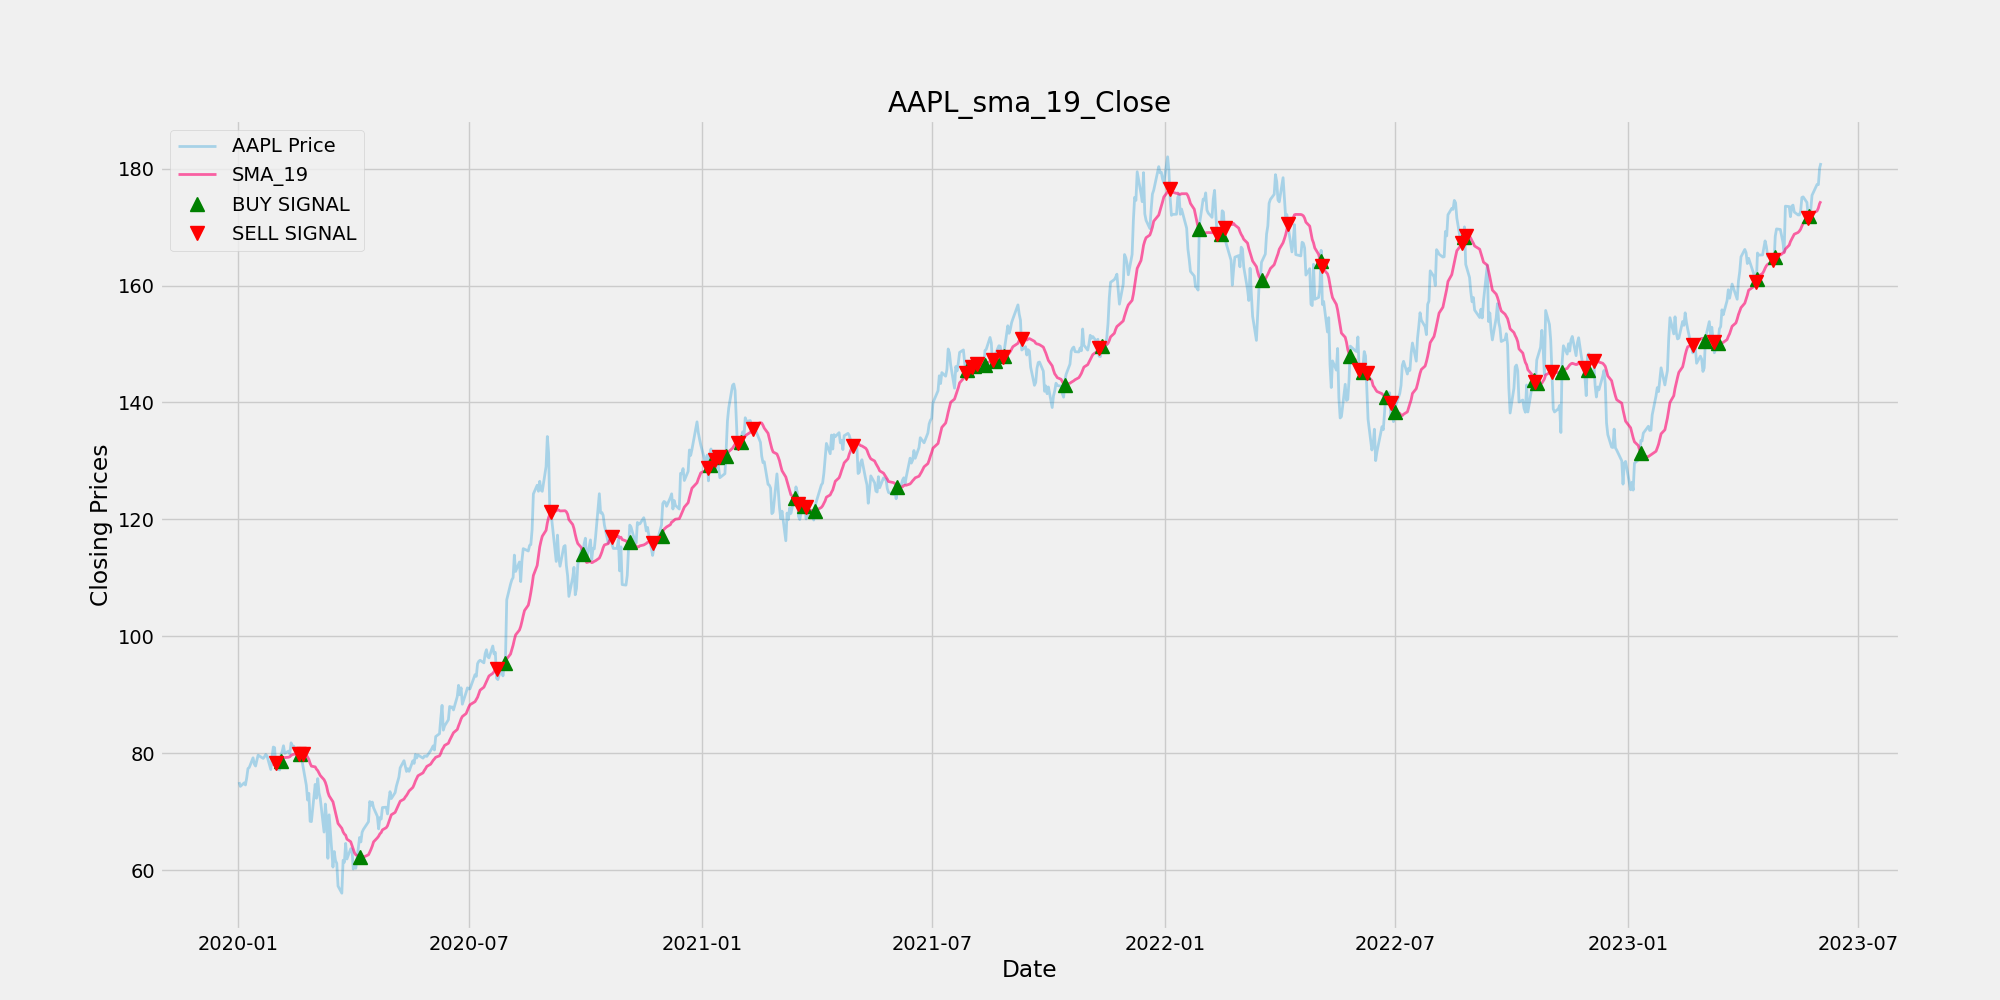 AAPL_sma_19_Close
AAPL Price
SMA_19
BUY SIGNAL
SELL SIGNAL
180
160
140
120
100
80
60
Closing Prices
2020-01
2020-07
2021-01
2021-07
2022-01
2022-07
2023-01
2023-07
Date